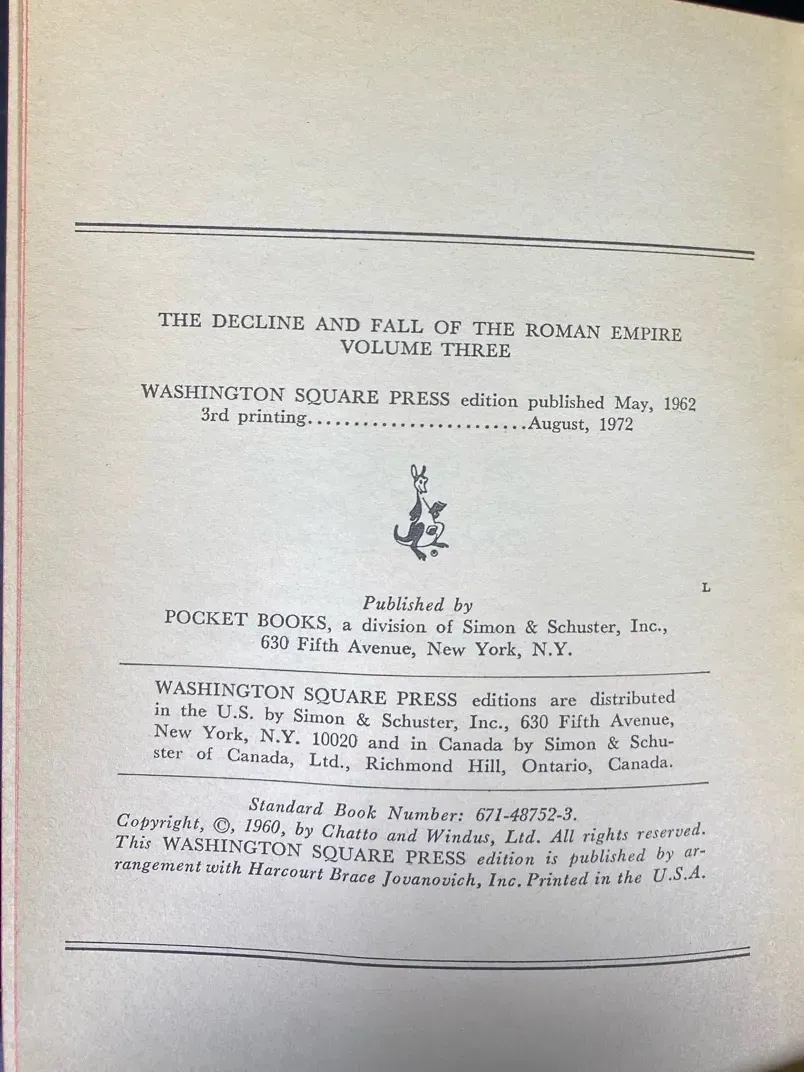 THE DECLINE AND FALL OF THE ROMAN EMPIRE
VOLUME THREE
WASHINGTON SQUARE PRESS edition published May, 1962
3rd printing........................August, 1972
L
Published by
POCKET BOOKS, a division of Simon & Schuster, Inc.,
630 Fifth Avenue, New York, N.Y.
WASHINGTON SQUARE PRESS editions are distributed
in the U.S. by Simon & Schuster, Inc., 630 Fifth Avenue,
New York, N.Y. 10020 and in Canada by Simon & Schu-
ster of Canada, Ltd., Richmond Hill, Ontario, Canada.
Standard Book Number: 671-48752-3.
Copyright, ©, 1960, by Chatto and Windus, Ltd. All rights reserved.
This WASHINGTON SQUARE PRESS edition is published by ar-
rangement with Harcourt Brace Jovanovich, Inc. Printed in the U.S.A.